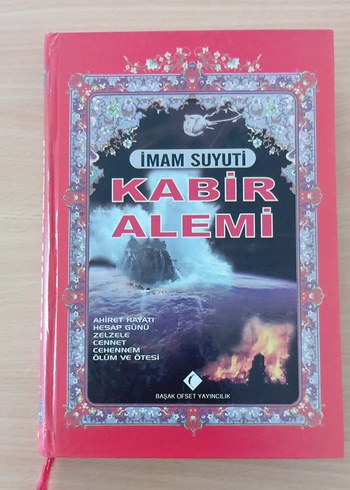 İMAM SUYUTİ
KABİR
ALEMİ
AHİRET HAYATI
HESAP GÜNÜ
ZELZELE
CENNET
CEHENNEM
ÖLÜM VE ÖTESİ
BAŞAK OFSET YAYINCILIK